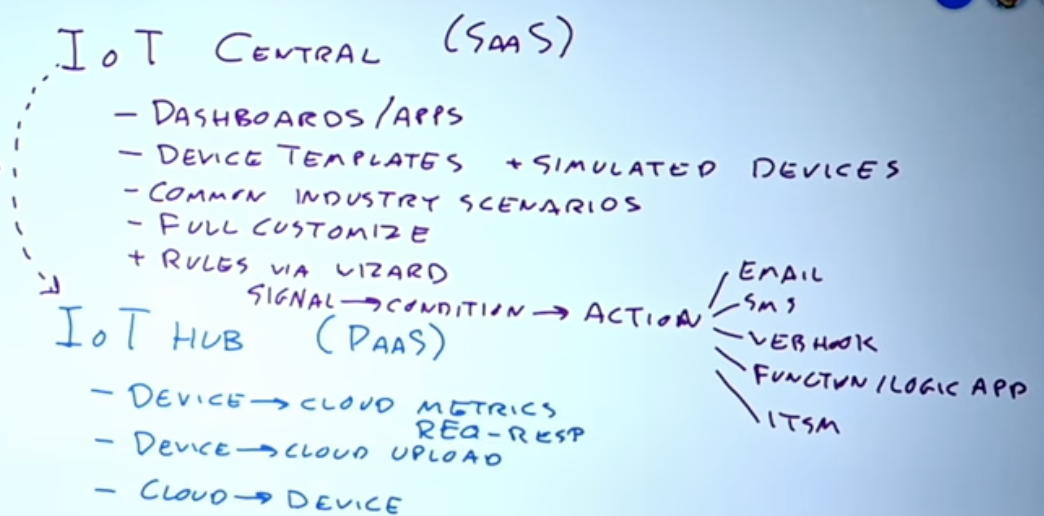 IoT CENTRAL (SAAS)
- DASHBOARDS/APPS
- DEVICE TEMPLATES + SIMULATED DEVICES
- COMMON INDUSTRY SCENARIOS
- FULL CUSTOMIZE
+ RULES VIA WIZARD
SIGNAL → CONDITION → ACTION
EMAIL
SMS
WEBHOOK
FUNCTION/LOGIC APP
ITSM
IoT HUB (PAAS)
- DEVICE → CLOUD METRICS
REQ-RESP
- DEVICE → CLOUD UPLOAD
- CLOUD → DEVICE